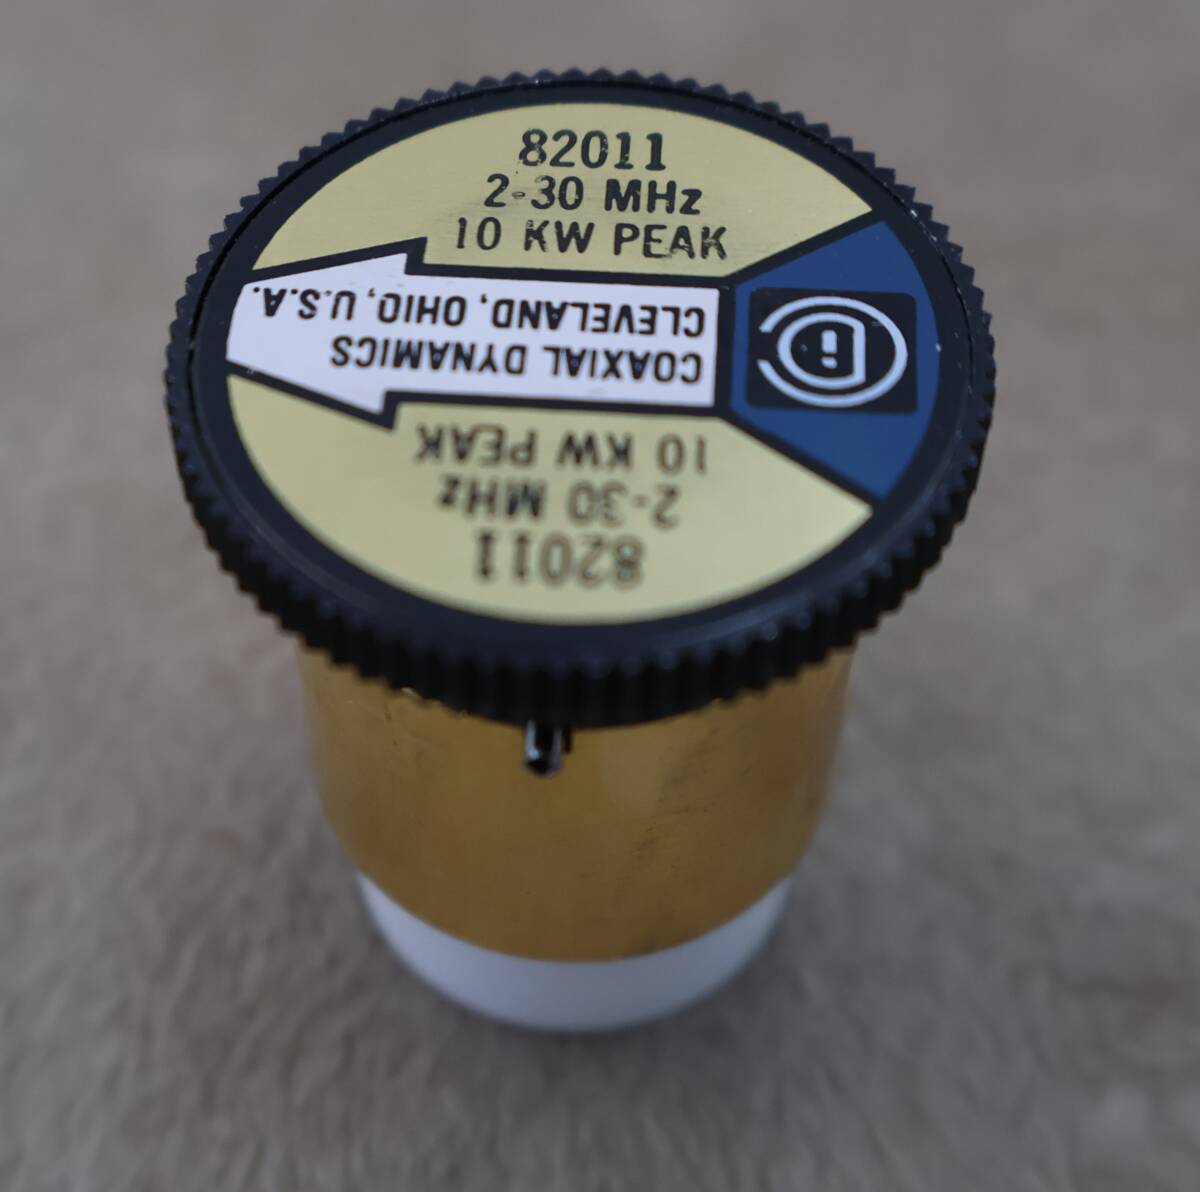 82011
2-30 MHz
10 KW PEAK
COAXIAL DYNAMICS
CLEVELAND, OHIO, U.S.A.
82011
2-30 MHz
10 KW PEAK